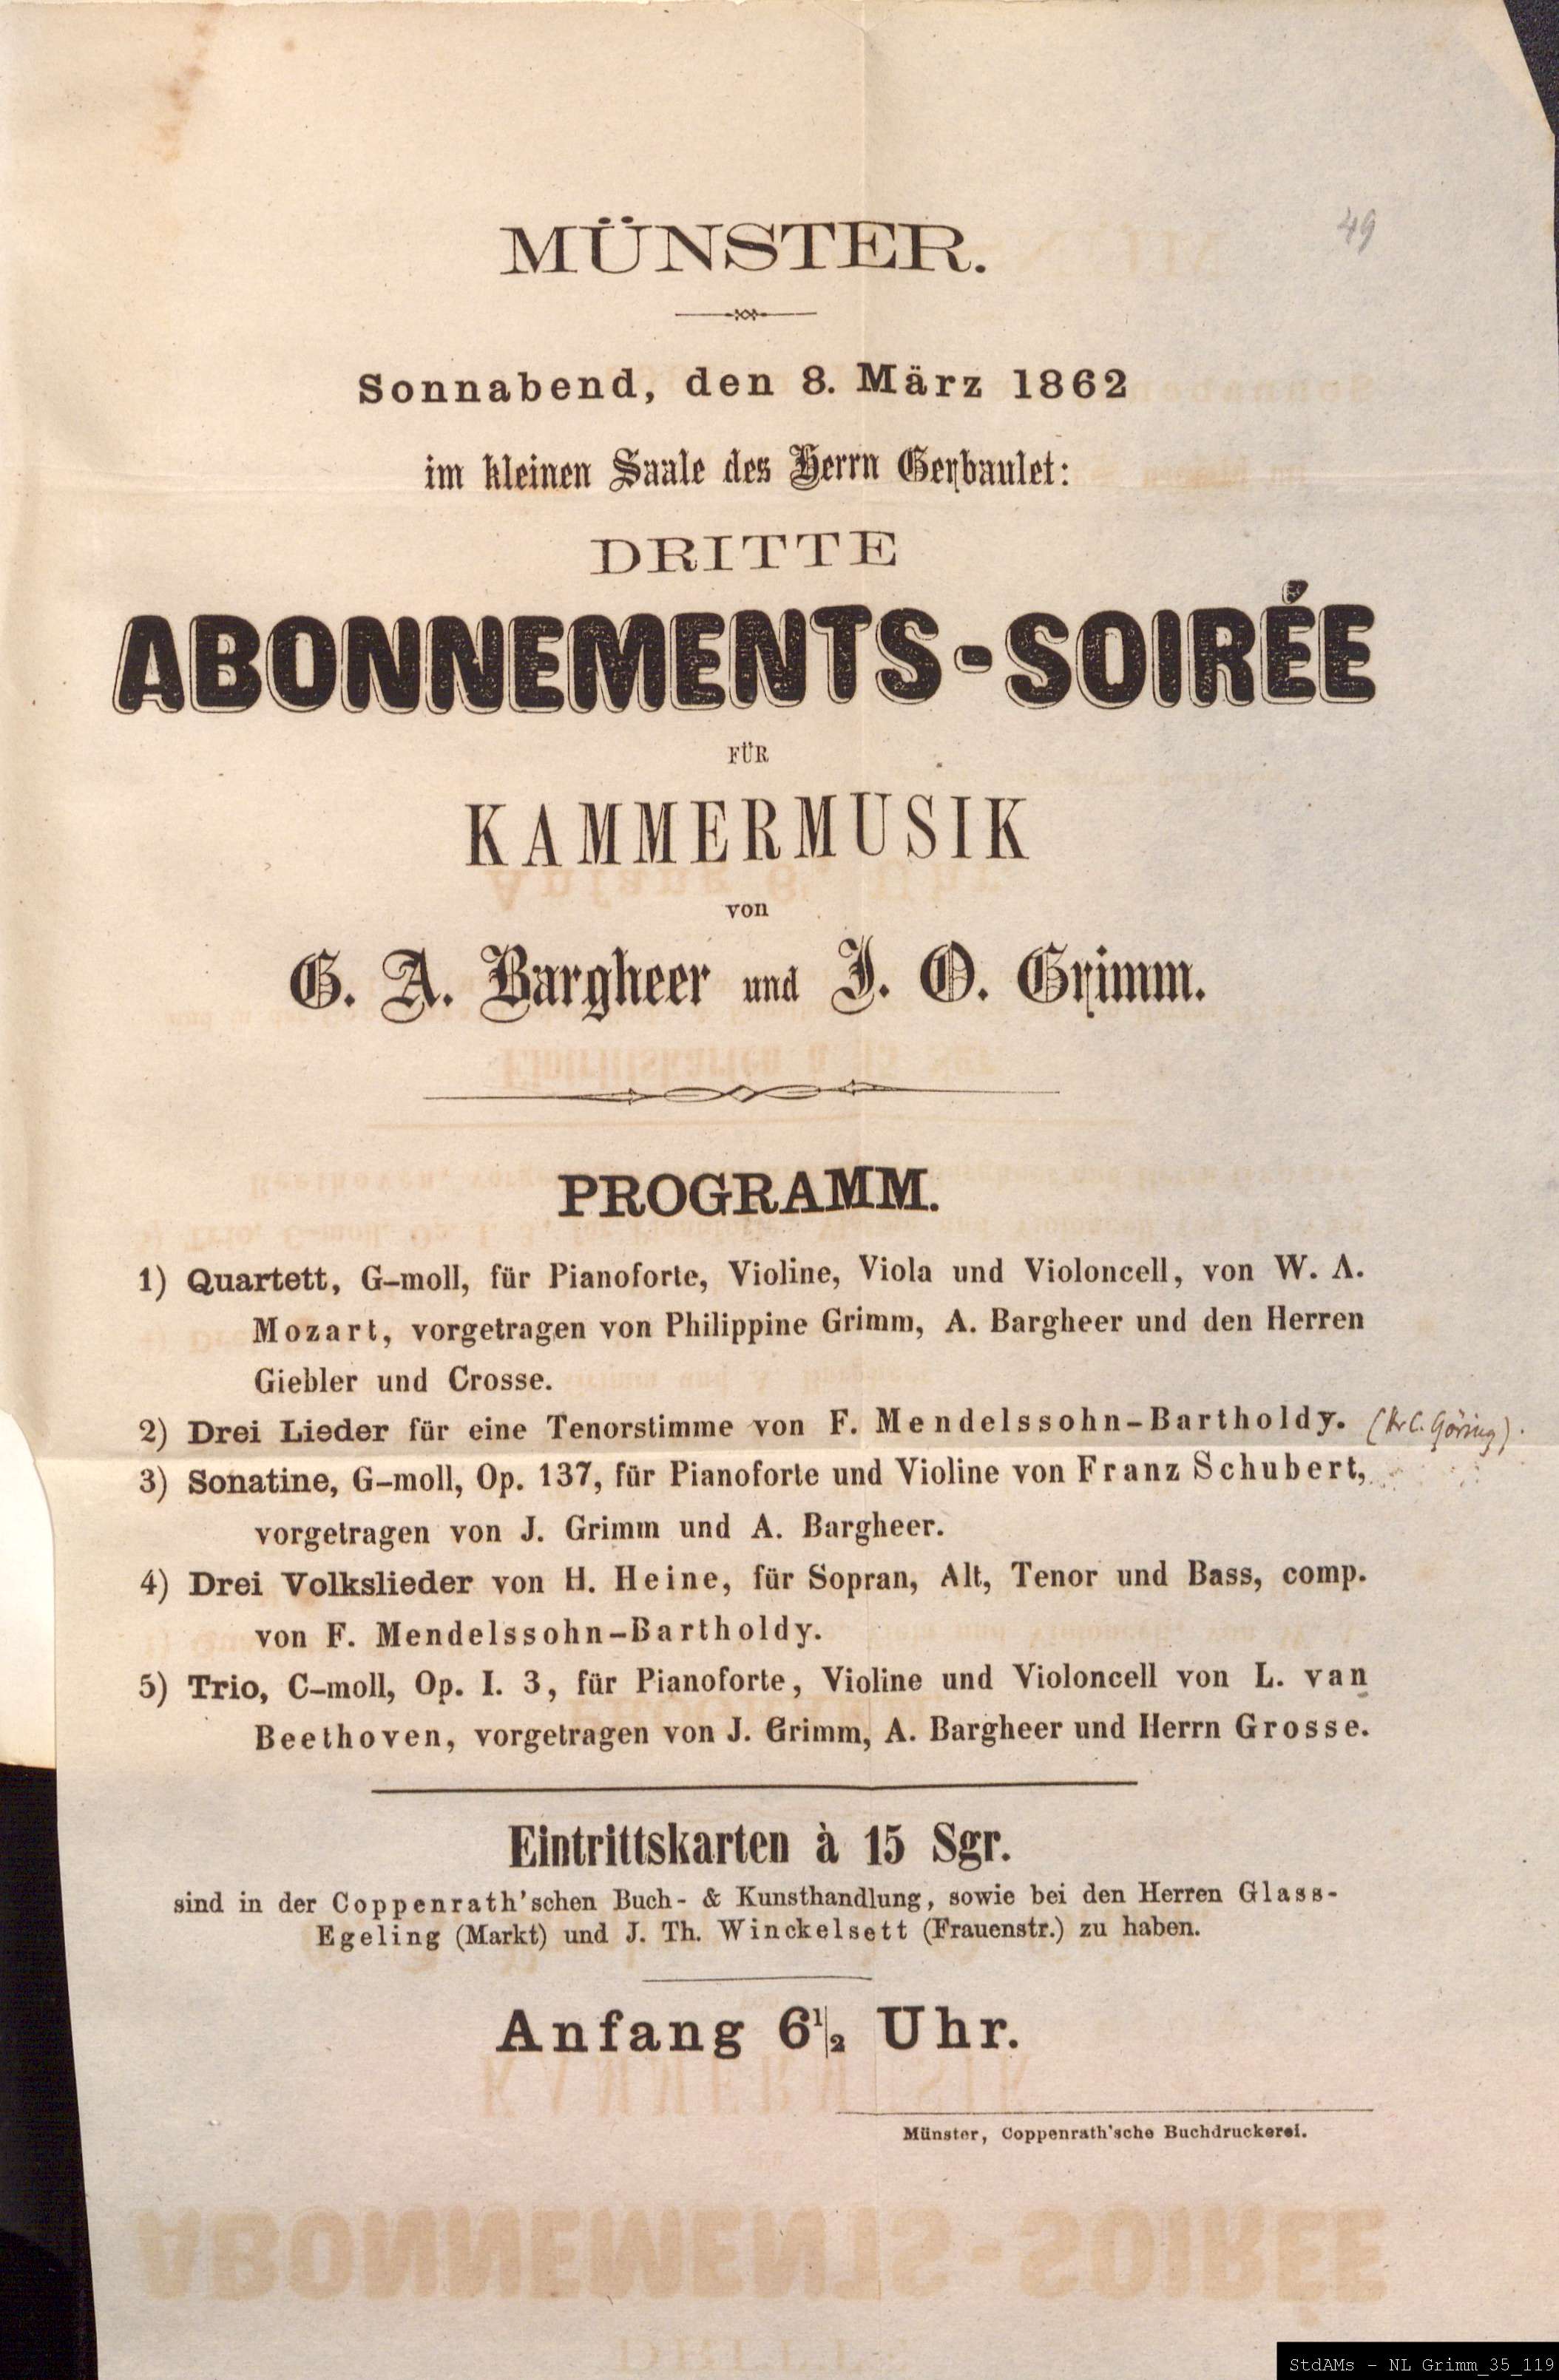 49
MÜNSTER.
Sonnabend, den 8. März 1862
im kleinen Saale des Herrn Gerbaulet:
DRITTE
ABONNEMENTS-SOIRÉE
FÜR
KAMMERMUSIK
von
G. A. Bargheer und J. O. Grimm.
PROGRAMM.
1) Quartett, G-moll, für Pianoforte, Violine, Viola und Violoncell, von W. A.
Mozart, vorgetragen von Philippine Grimm, A. Bargheer und den Herren
Giebler und Crosse.
2) Drei Lieder für eine Tenorstimme von F. Mendelssohn-Bartholdy. (Hr C. Göring).
3) Sonatine, G-moll, Op. 137, für Pianoforte und Violine von Franz Schubert,
vorgetragen von J. Grimm und A. Bargheer.
4) Drei Volkslieder von H. Heine, für Sopran, Alt, Tenor und Bass, comp.
von F. Mendelssohn-Bartholdy.
5) Trio, C-moll, Op. I. 3, für Pianoforte, Violine und Violoncell von L. van
Beethoven, vorgetragen von J. Grimm, A. Bargheer und Herrn Grosse.
Eintrittskarten à 15 Sgr.
sind in der Coppenrath'schen Buch- & Kunsthandlung, sowie bei den Herren Glass-
Egeling (Markt) und J. Th. Winckelsett (Frauenstr.) zu haben.
Anfang 6½ Uhr.
Münster, Coppenrath'sche Buchdruckerei.
StdAMs - NL Grimm_35_119